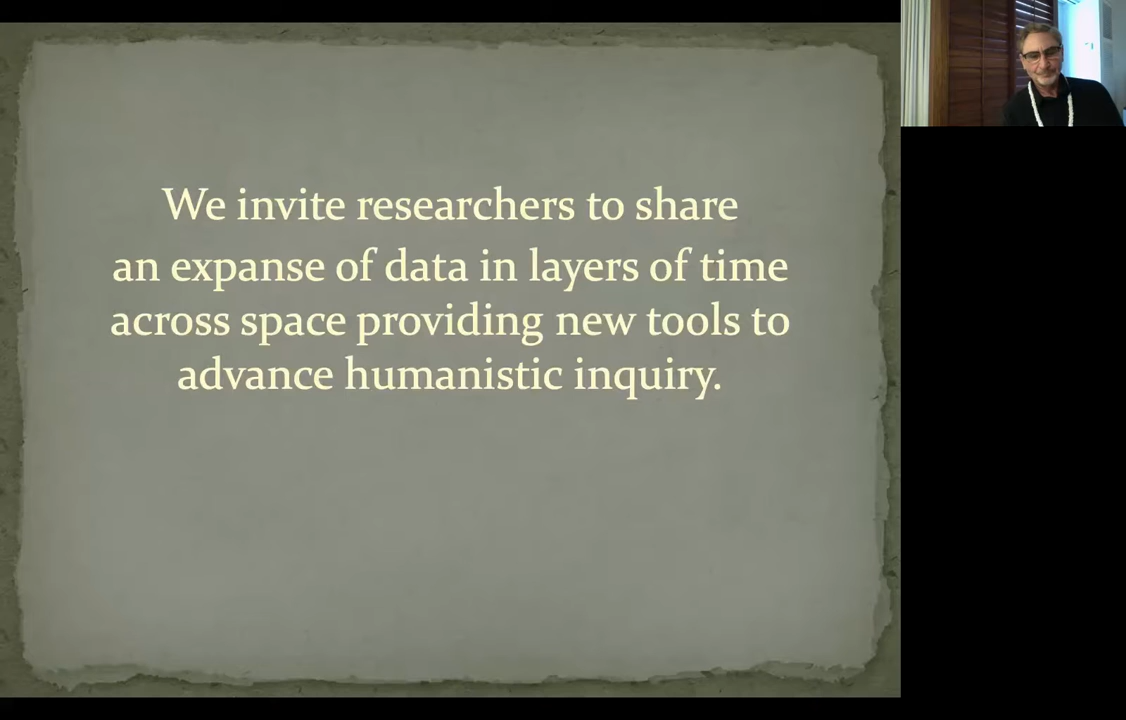 We invite researchers to share
an expanse of data in layers of time
across space providing new tools to
advance humanistic inquiry.